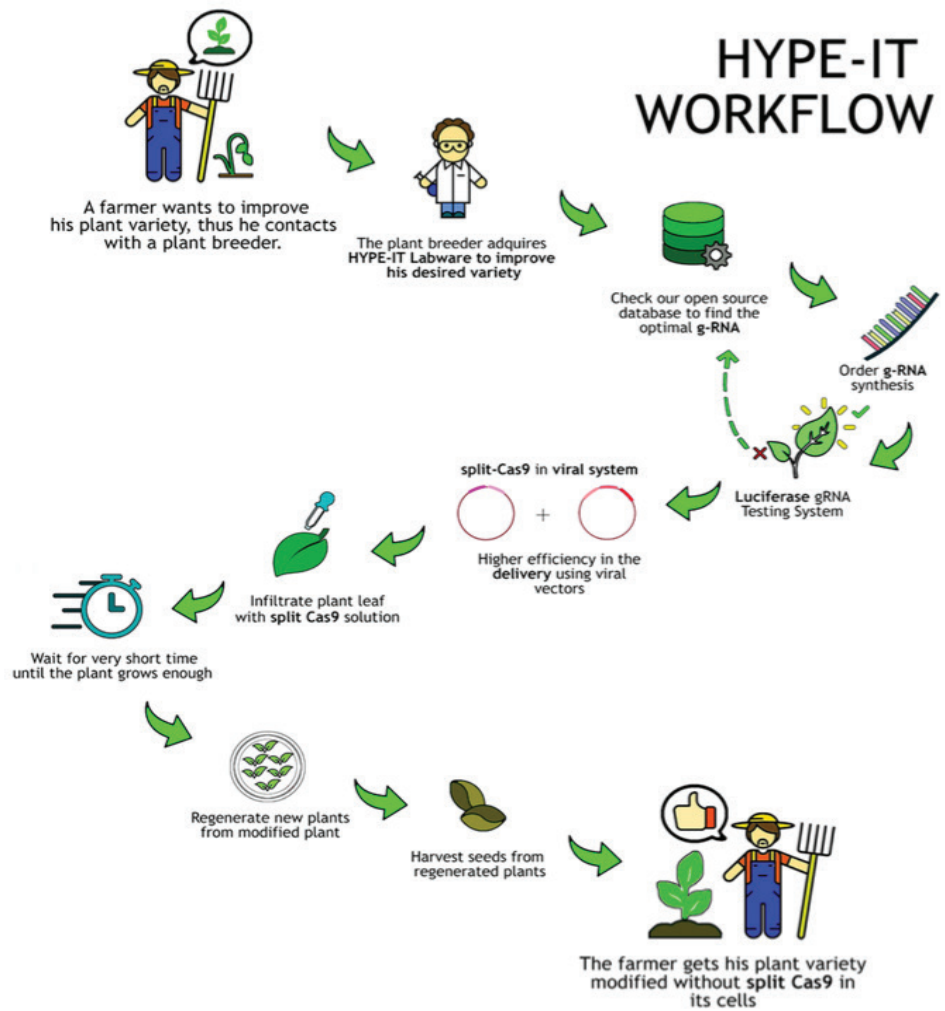 HYPE-IT
WORKFLOW
A farmer wants to improve
his plant variety, thus he contacts
with a plant breeder.
The plant breeder adquires
HYPE-IT Labware to improve
his desired variety
Check our open source
database to find the
optimal g-RNA
Order g-RNA
synthesis
Luciferase gRNA
Testing System
split-Cas9 in viral system
+
Higher efficiency in the
delivery using viral
vectors
Infiltrate plant leaf
with split Cas9 solution
Wait for very short time
until the plant grows enough
Regenerate new plants
from modified plant
Harvest seeds from
regenerated plants
The farmer gets his plant variety
modified without split Cas9 in
its cells